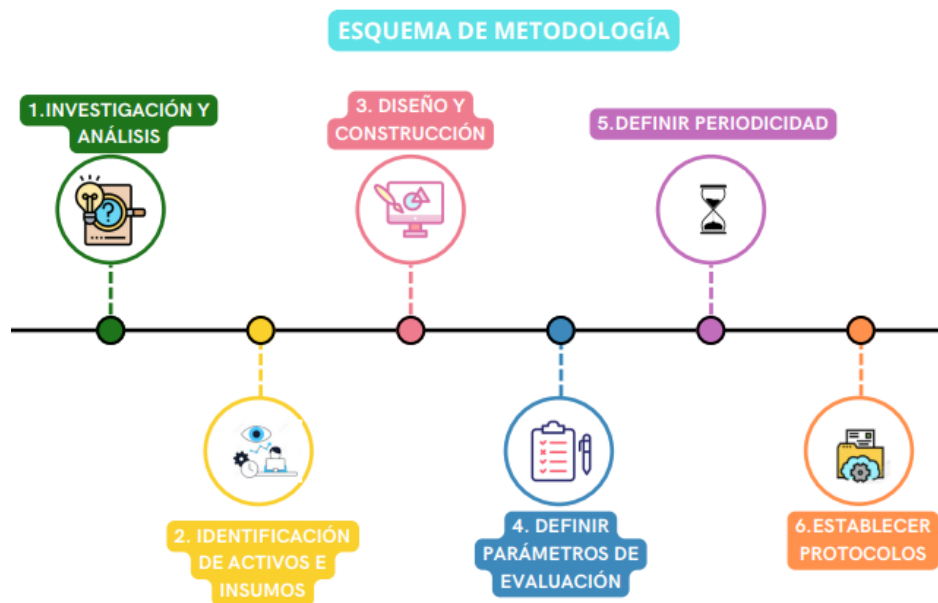 ESQUEMA DE METODOLOGÍA
1.INVESTIGACIÓN Y
ANÁLISIS
2. IDENTIFICACIÓN
DE ACTIVOS E
INSUMOS
3. DISEÑO Y
CONSTRUCCIÓN
4. DEFINIR
PARÁMETROS DE
EVALUACIÓN
5.DEFINIR PERIODICIDAD
6.ESTABLECER
PROTOCOLOS